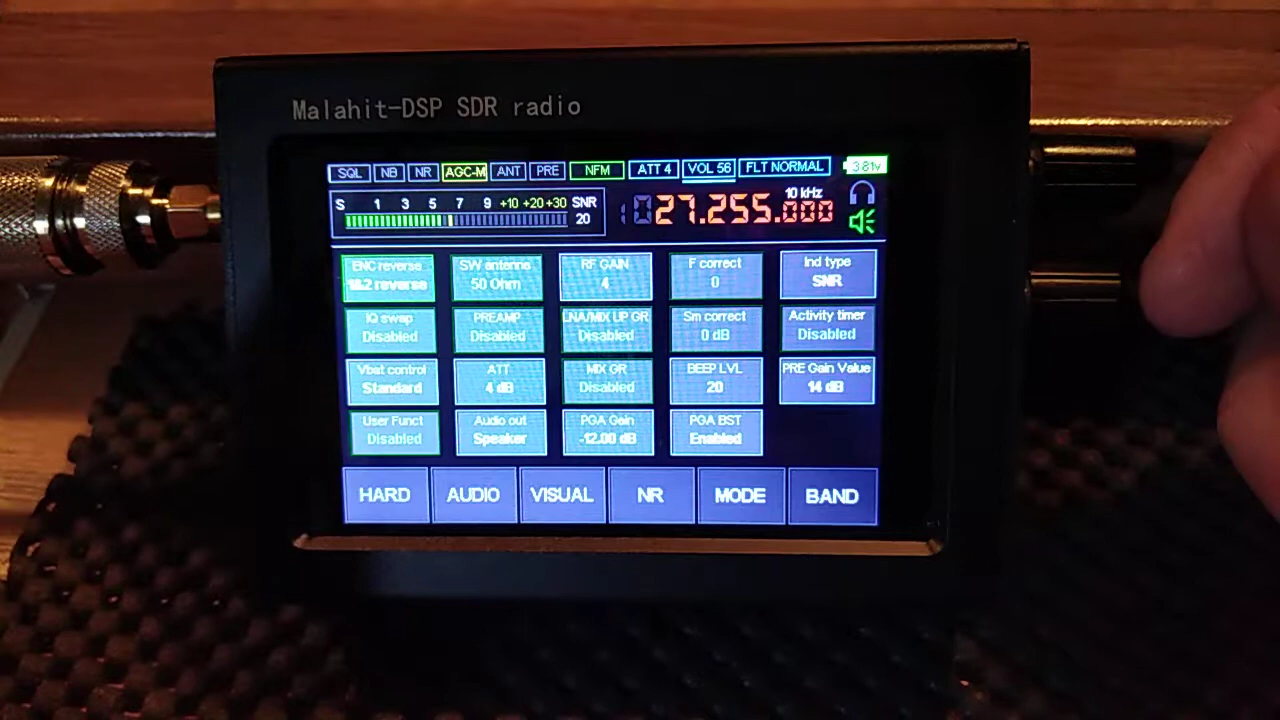 Malahit-DSP SDR radio
SQL NB NR AGC-M ANT PRE NFM ATT 4 VOL 56 FLT NORMAL 3.81v
S 1 3 5 7 9 +10 +20 +30 SNR 20
10 kHz
27.255.000
ENC reverse 1&2 reverse
SW antenna 50 Ohm
RF GAIN 4
F correct 0
Ind type SNR
IQ swap Disabled
PREAMP Disabled
LNA/MIX UP GR Disabled
Sm correct 0 dB
Activity timer Disabled
Vbat control Standard
ATT 4 dB
MIX GR Disabled
BEEP LVL 20
PRE Gain Value 14 dB
User Funct Disabled
Audio out Speaker
PGA Gain -12.00 dB
PGA BST Enabled
HARD AUDIO VISUAL NR MODE BAND